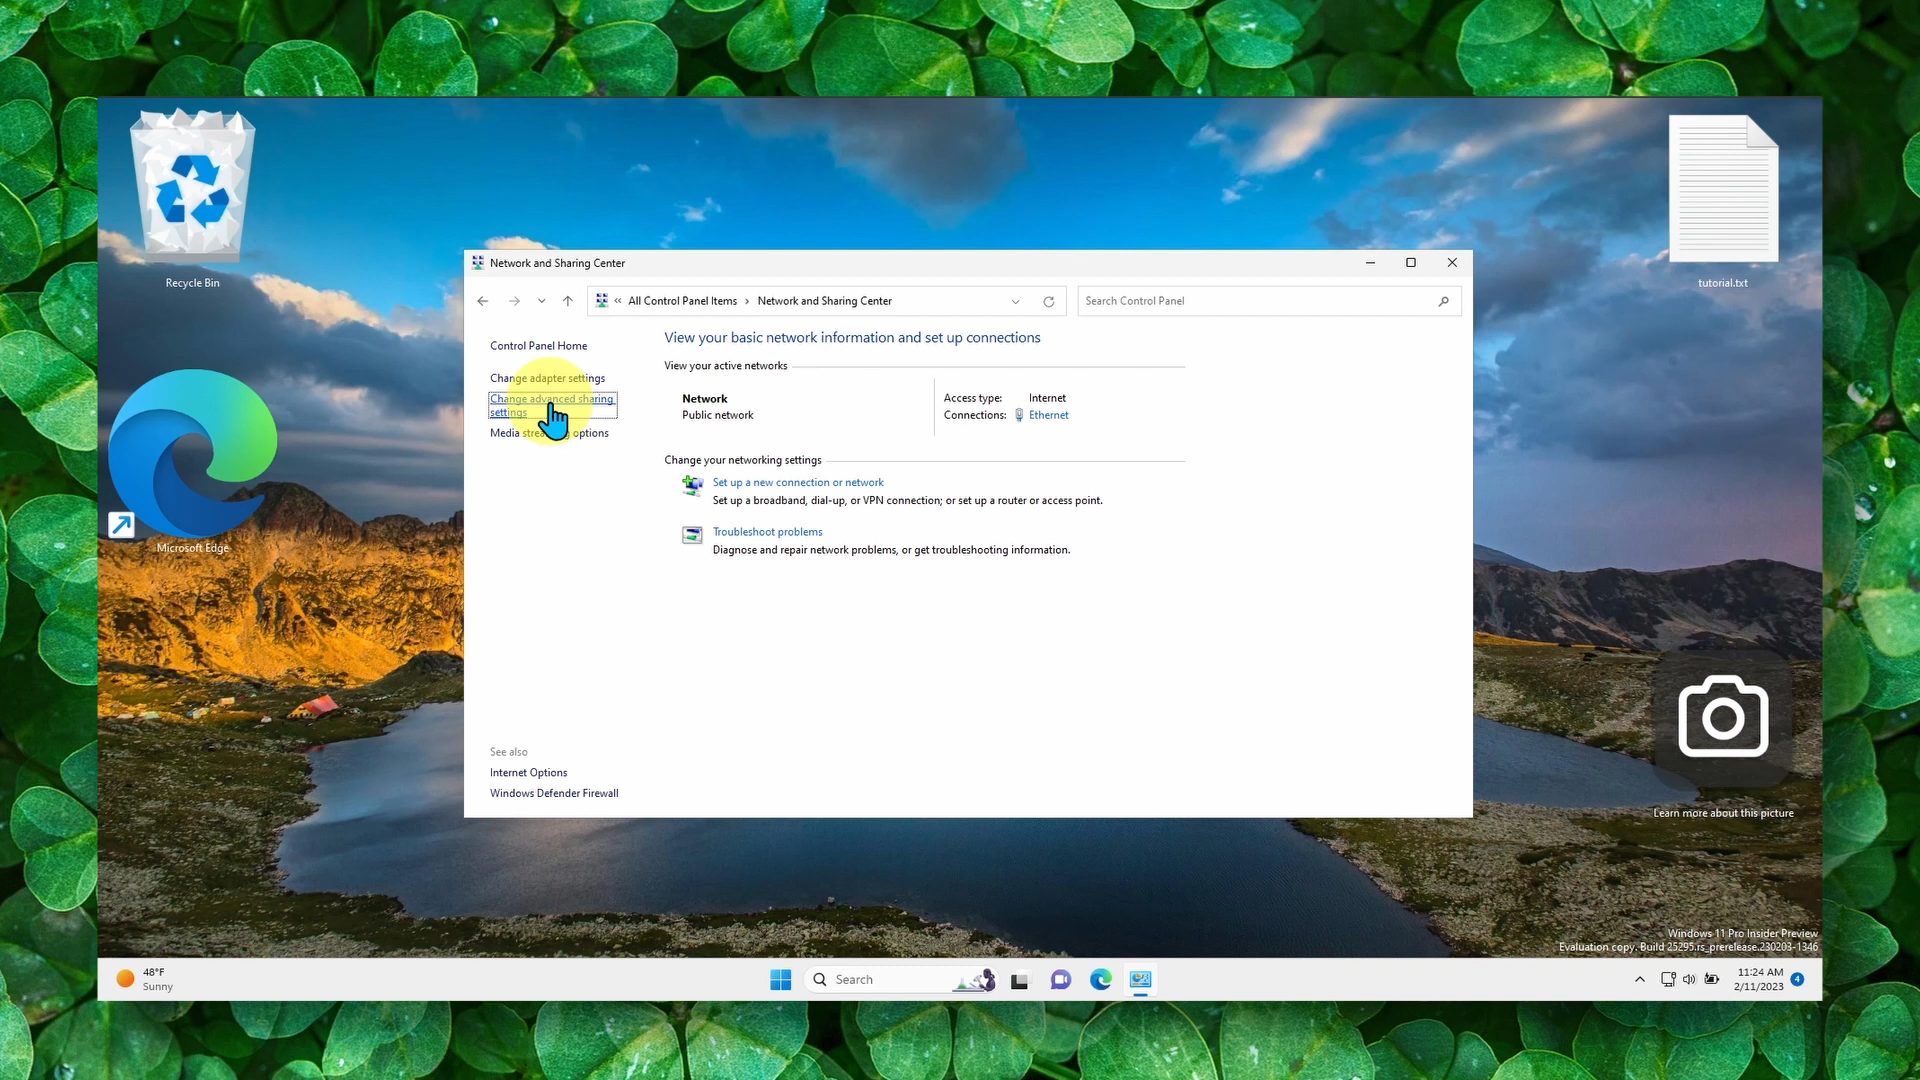 Recycle Bin
tutorial.txt
Microsoft Edge
Network and Sharing Center
« All Control Panel Items › Network and Sharing Center
Search Control Panel
Control Panel Home
Change adapter settings
Change advanced sharing
settings
Media streaming options
View your basic network information and set up connections
View your active networks
Network
Public network
Access type: Internet
Connections: Ethernet
Change your networking settings
Set up a new connection or network
Set up a broadband, dial-up, or VPN connection; or set up a router or access point.
Troubleshoot problems
Diagnose and repair network problems, or get troubleshooting information.
See also
Internet Options
Windows Defender Firewall
Learn more about this picture
Windows 11 Pro Insider Preview
Evaluation copy. Build 25295.rs_prerelease.230203-1346
48°F
Sunny
Search
11:24 AM
2/11/2023
4